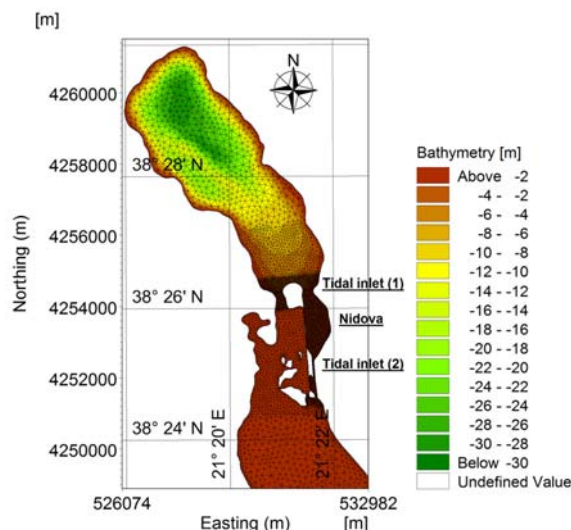 [m]
N
4260000
4258000
4256000
4254000
4252000
4250000
Northing (m)
38° 28' N
38° 26' N
38° 24' N
21° 20' E
21° 22' E
Tidal inlet (1)
Nidova
Tidal inlet (2)
526074
532982
Easting (m)
[m]
Bathymetry [m]
Above -2
-4 - -2
-6 - -4
-8 - -6
-10 - -8
-12 - -10
-14 - -12
-16 - -14
-18 - -16
-20 - -18
-22 - -20
-24 - -22
-26 - -24
-28 - -26
-30 - -28
Below -30
Undefined Value